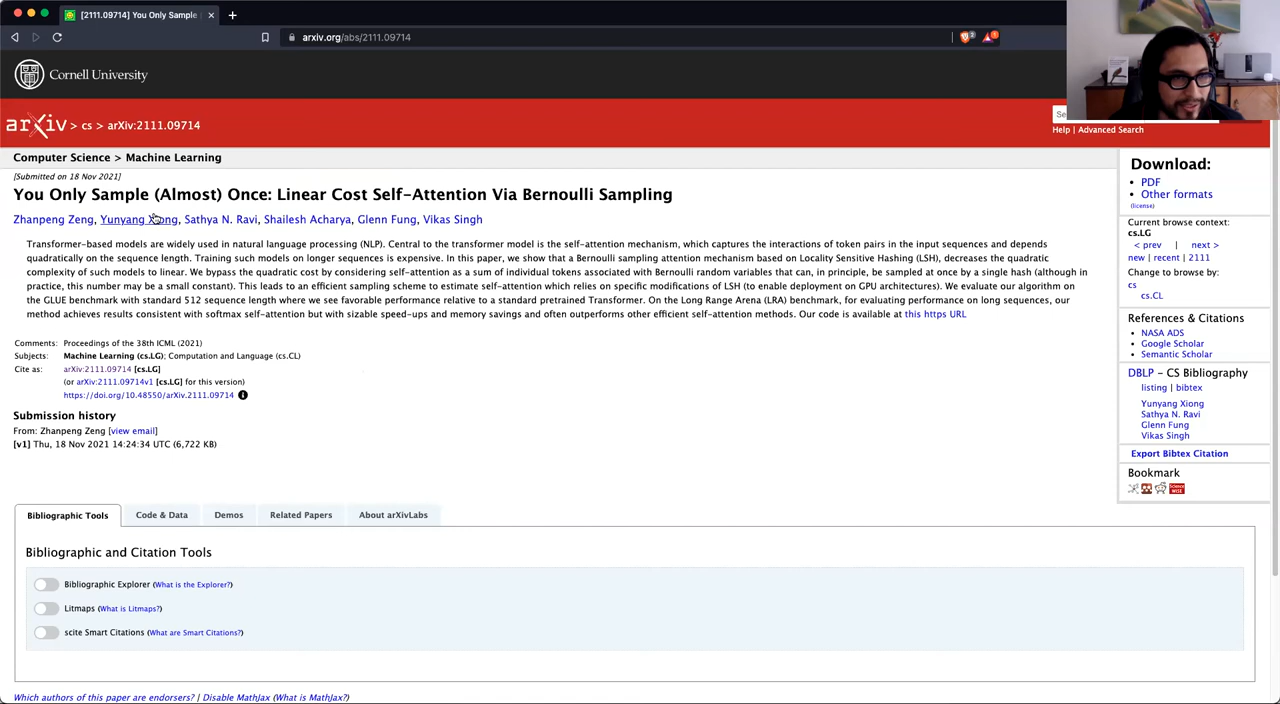 [2111.09714] You Only Sample
arxiv.org/abs/2111.09714
2
1
Cornell University
arXiv > cs > arXiv:2111.09714
Help | Advanced Search
Computer Science > Machine Learning
[Submitted on 18 Nov 2021]
You Only Sample (Almost) Once: Linear Cost Self-Attention Via Bernoulli Sampling
Zhanpeng Zeng, Yunyang Xiong, Sathya N. Ravi, Shailesh Acharya, Glenn Fung, Vikas Singh
Transformer-based models are widely used in natural language processing (NLP). Central to the transformer model is the self-attention mechanism, which captures the interactions of token pairs in the input sequences and depends
quadratically on the sequence length. Training such models on longer sequences is expensive. In this paper, we show that a Bernoulli sampling attention mechanism based on Locality Sensitive Hashing (LSH), decreases the quadratic
complexity of such models to linear. We bypass the quadratic cost by considering self-attention as a sum of individual tokens associated with Bernoulli random variables that can, in principle, be sampled at once by a single hash (although in
practice, this number may be a small constant). This leads to an efficient sampling scheme to estimate self-attention which relies on specific modifications of LSH (to enable deployment on GPU architectures). We evaluate our algorithm on
the GLUE benchmark with standard 512 sequence length where we see favorable performance relative to a standard pretrained Transformer. On the Long Range Arena (LRA) benchmark, for evaluating performance on long sequences, our
method achieves results consistent with softmax self-attention but with sizable speed-ups and memory savings and often outperforms other efficient self-attention methods. Our code is available at this https URL
Comments: Proceedings of the 38th ICML (2021)
Subjects: Machine Learning (cs.LG); Computation and Language (cs.CL)
Cite as: arXiv:2111.09714 [cs.LG]
(or arXiv:2111.09714v1 [cs.LG] for this version)
https://doi.org/10.48550/arXiv.2111.09714
Submission history
From: Zhanpeng Zeng [view email]
[v1] Thu, 18 Nov 2021 14:24:34 UTC (6,722 KB)
Download:
PDF
Other formats
(license)
Current browse context:
cs.LG
< prev | next >
new | recent | 2111
Change to browse by:
cs
cs.CL
References & Citations
NASA ADS
Google Scholar
Semantic Scholar
DBLP - CS Bibliography
listing | bibtex
Yunyang Xiong
Sathya N. Ravi
Glenn Fung
Vikas Singh
Export Bibtex Citation
Bookmark
Bibliographic Tools
Code & Data
Demos
Related Papers
About arXivLabs
Bibliographic and Citation Tools
Bibliographic Explorer (What is the Explorer?)
Litmaps (What is Litmaps?)
scite Smart Citations (What are Smart Citations?)
Which authors of this paper are endorsers? | Disable MathJax (What is MathJax?)